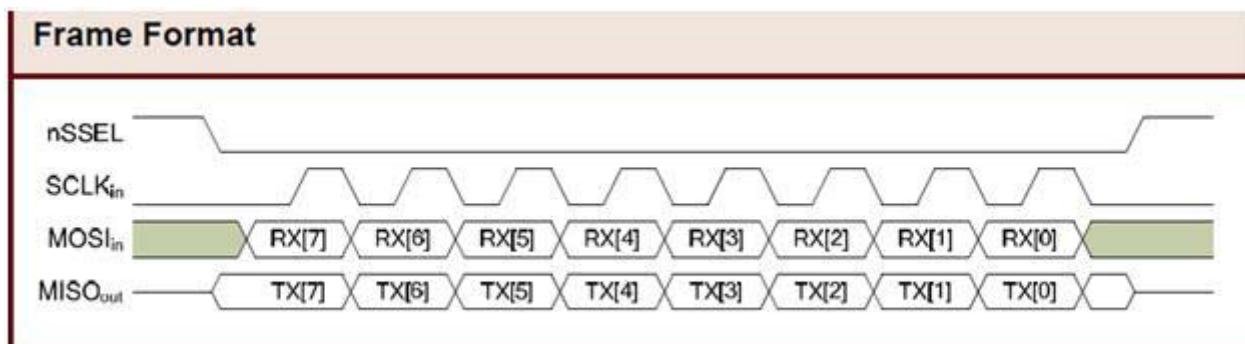 Frame Format
nSSEL
SCLKin
MOSIin RX[7] RX[6] RX[5] RX[4] RX[3] RX[2] RX[1] RX[0]
MISOout TX[7] TX[6] TX[5] TX[4] TX[3] TX[2] TX[1] TX[0]